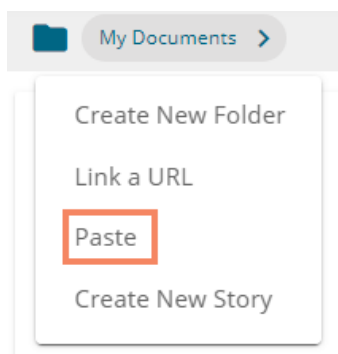 My Documents
Create New Folder
Link a URL
Paste
Create New Story